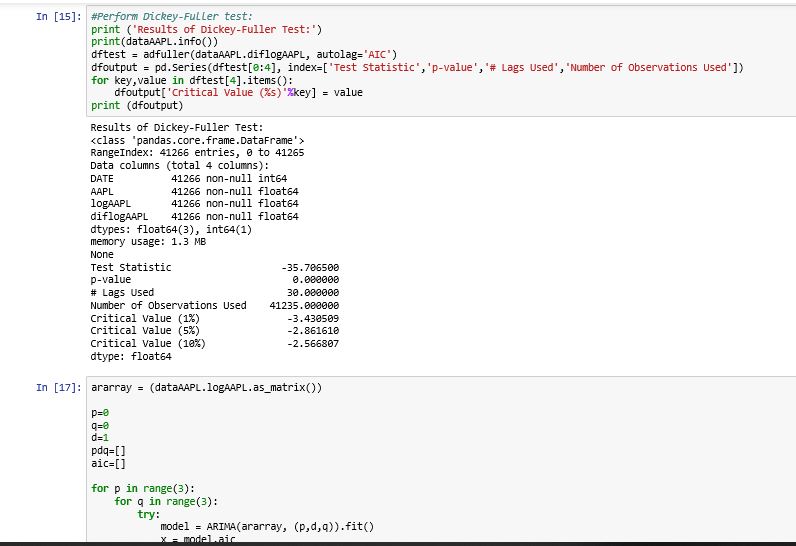 In [15]: #Perform Dickey-Fuller test:
print ('Results of Dickey-Fuller Test:')
print(dataAAPL.info())
dftest = adfuller(dataAAPL.diflogAAPL, autolag='AIC')
dfoutput = pd.Series(dftest[0:4], index=['Test Statistic','p-value','# Lags Used','Number of Observations Used'])
for key,value in dftest[4].items():
    dfoutput['Critical Value (%s)'%key] = value
print (dfoutput)
Results of Dickey-Fuller Test:
<class 'pandas.core.frame.DataFrame'>
RangeIndex: 41266 entries, 0 to 41265
Data columns (total 4 columns):
DATE         41266 non-null int64
AAPL         41266 non-null float64
logAAPL      41266 non-null float64
diflogAAPL   41266 non-null float64
dtypes: float64(3), int64(1)
memory usage: 1.3 MB
None
Test Statistic                 -35.706500
p-value                          0.000000
# Lags Used                     30.000000
Number of Observations Used    41235.000000
Critical Value (1%)             -3.430509
Critical Value (5%)             -2.861610
Critical Value (10%)            -2.566807
dtype: float64
In [17]: ararray = (dataAAPL.logAAPL.as_matrix())
p=0
q=0
d=1
pdq=[]
aic=[]
for p in range(3):
    for q in range(3):
        try:
            model = ARIMA(ararray, (p,d,q)).fit()
            x = model.aic